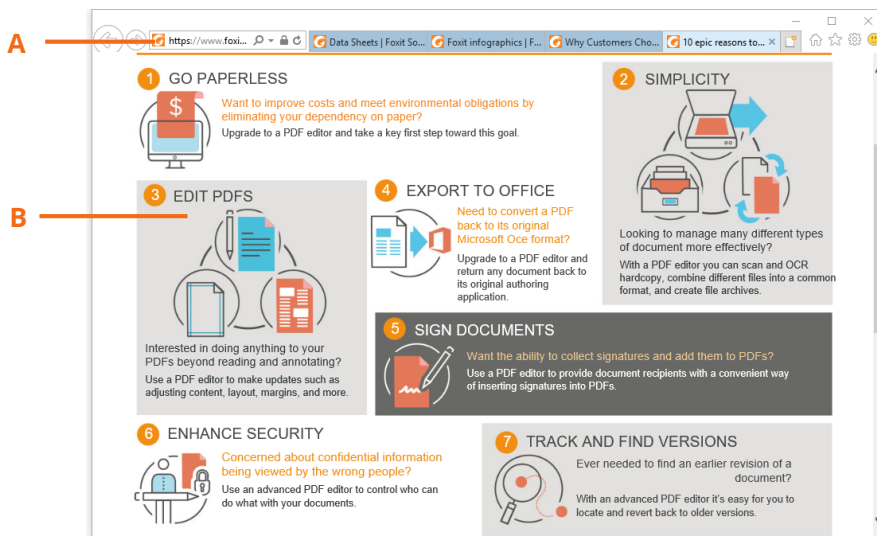 A
https://www.foxi...
Data Sheets | Foxit So...
Foxit infographics | F...
Why Customers Cho...
10 epic reasons to...
1 GO PAPERLESS
Want to improve costs and meet environmental obligations by
eliminating your dependency on paper?
Upgrade to a PDF editor and take a key first step toward this goal.
$
2 SIMPLICITY
Looking to manage many different types
of document more effectively?
With a PDF editor you can scan and OCR
hardcopy, combine different files into a common
format, and create file archives.
B
3 EDIT PDFS
Interested in doing anything to your
PDFs beyond reading and annotating?
Use a PDF editor to make updates such as
adjusting content, layout, margins, and more.
4 EXPORT TO OFFICE
Need to convert a PDF
back to its original
Microsoft Oce format?
Upgrade to a PDF editor and
return any document back to
its original authoring
application.
5 SIGN DOCUMENTS
Want the ability to collect signatures and add them to PDFs?
Use a PDF editor to provide document recipients with a convenient way
of inserting signatures into PDFs.
6 ENHANCE SECURITY
Concerned about confidential information
being viewed by the wrong people?
Use an advanced PDF editor to control who can
do what with your documents.
7 TRACK AND FIND VERSIONS
Ever needed to find an earlier revision of a
document?
With an advanced PDF editor it's easy for you to
locate and revert back to older versions.